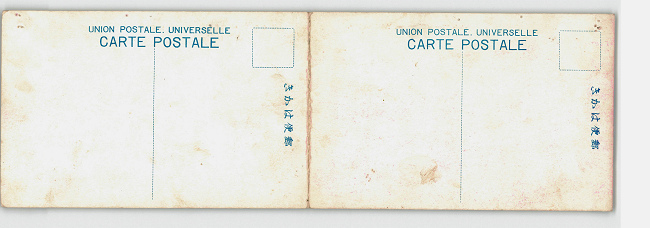 UNION POSTALE. UNIVERSELLE
CARTE POSTALE
きかは便郵
UNION POSTALE. UNIVERSELLE
CARTE POSTALE
きかは便郵